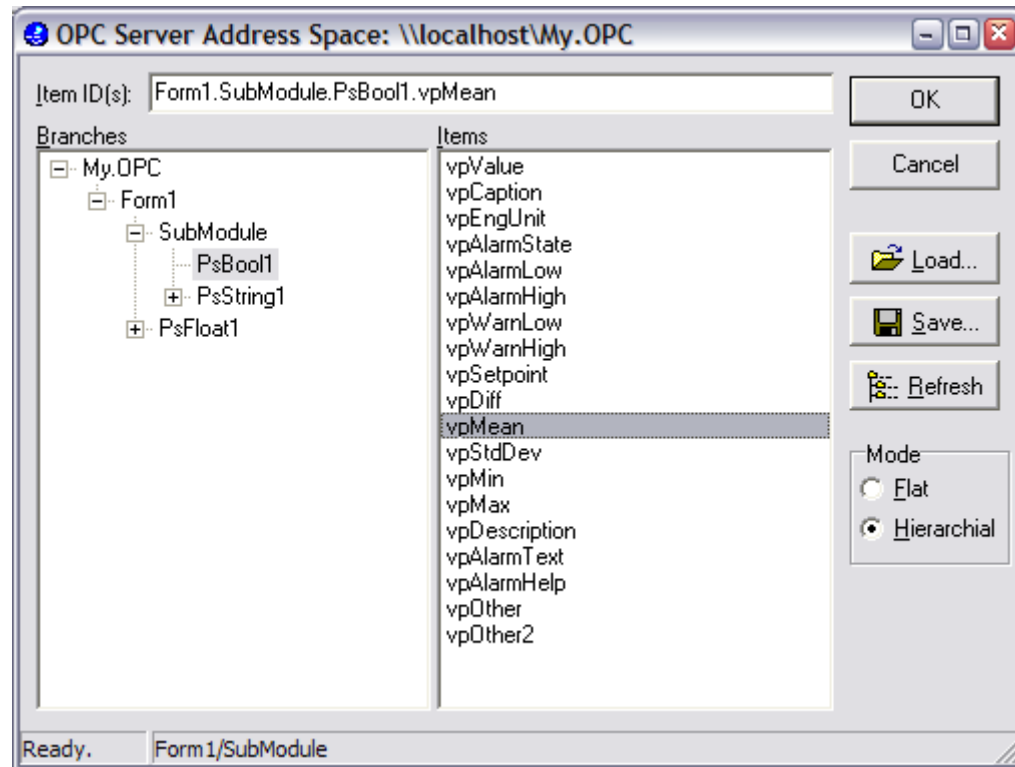 OPC Server Address Space: \\localhost\My.OPC
Item ID(s): Form1.SubModule.PsBool1.vpMean
OK
Cancel
Branches
My.OPC
Form1
SubModule
PsBool1
PsString1
PsFloat1
Items
vpValue
vpCaption
vpEngUnit
vpAlarmState
vpAlarmLow
vpAlarmHigh
vpWarnLow
vpWarnHigh
vpSetpoint
vpDiff
vpMean
vpStdDev
vpMin
vpMax
vpDescription
vpAlarmText
vpAlarmHelp
vpOther
vpOther2
Load...
Save...
Refresh
Mode
Flat
Hierarchial
Ready. Form1/SubModule